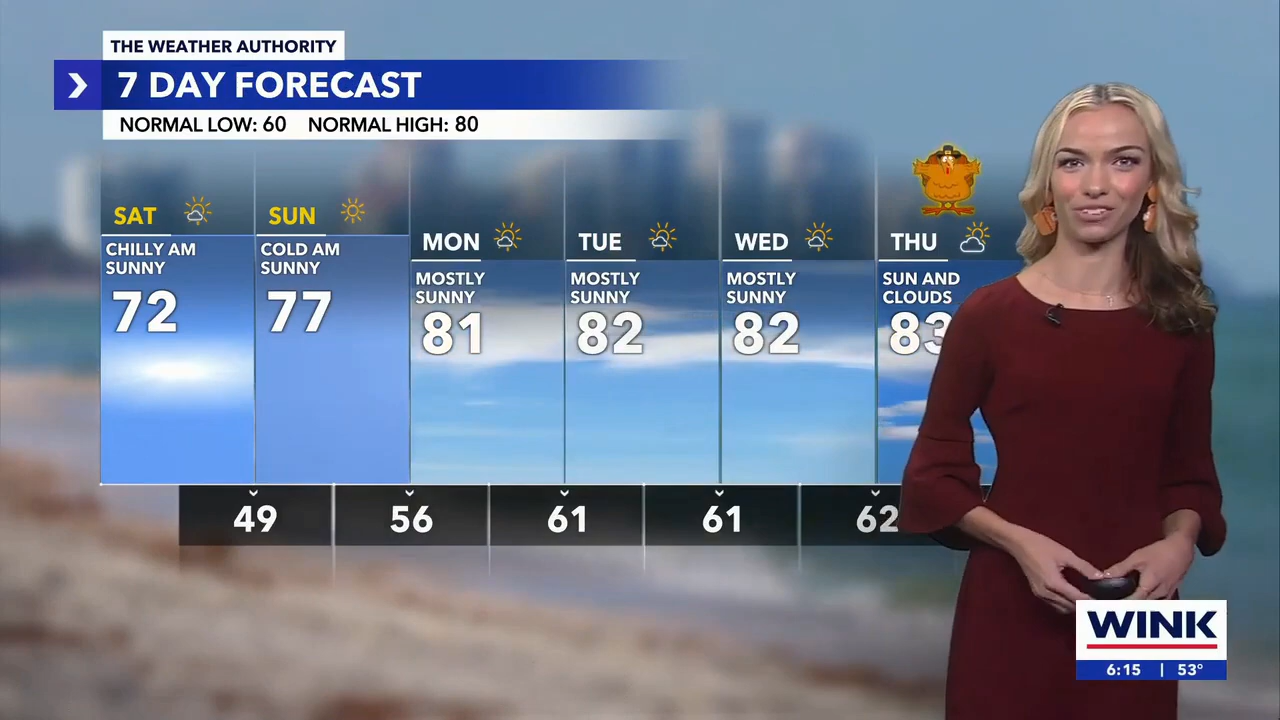 THE WEATHER AUTHORITY
7 DAY FORECAST
NORMAL LOW: 60 NORMAL HIGH: 80
SAT
CHILLY AM
SUNNY
72
SUN
COLD AM
SUNNY
77
MON
MOSTLY
SUNNY
81
TUE
MOSTLY
SUNNY
82
WED
MOSTLY
SUNNY
82
THU
SUN AND
CLOUDS
83
49
56
61
61
62
WINK
6:15 | 53°